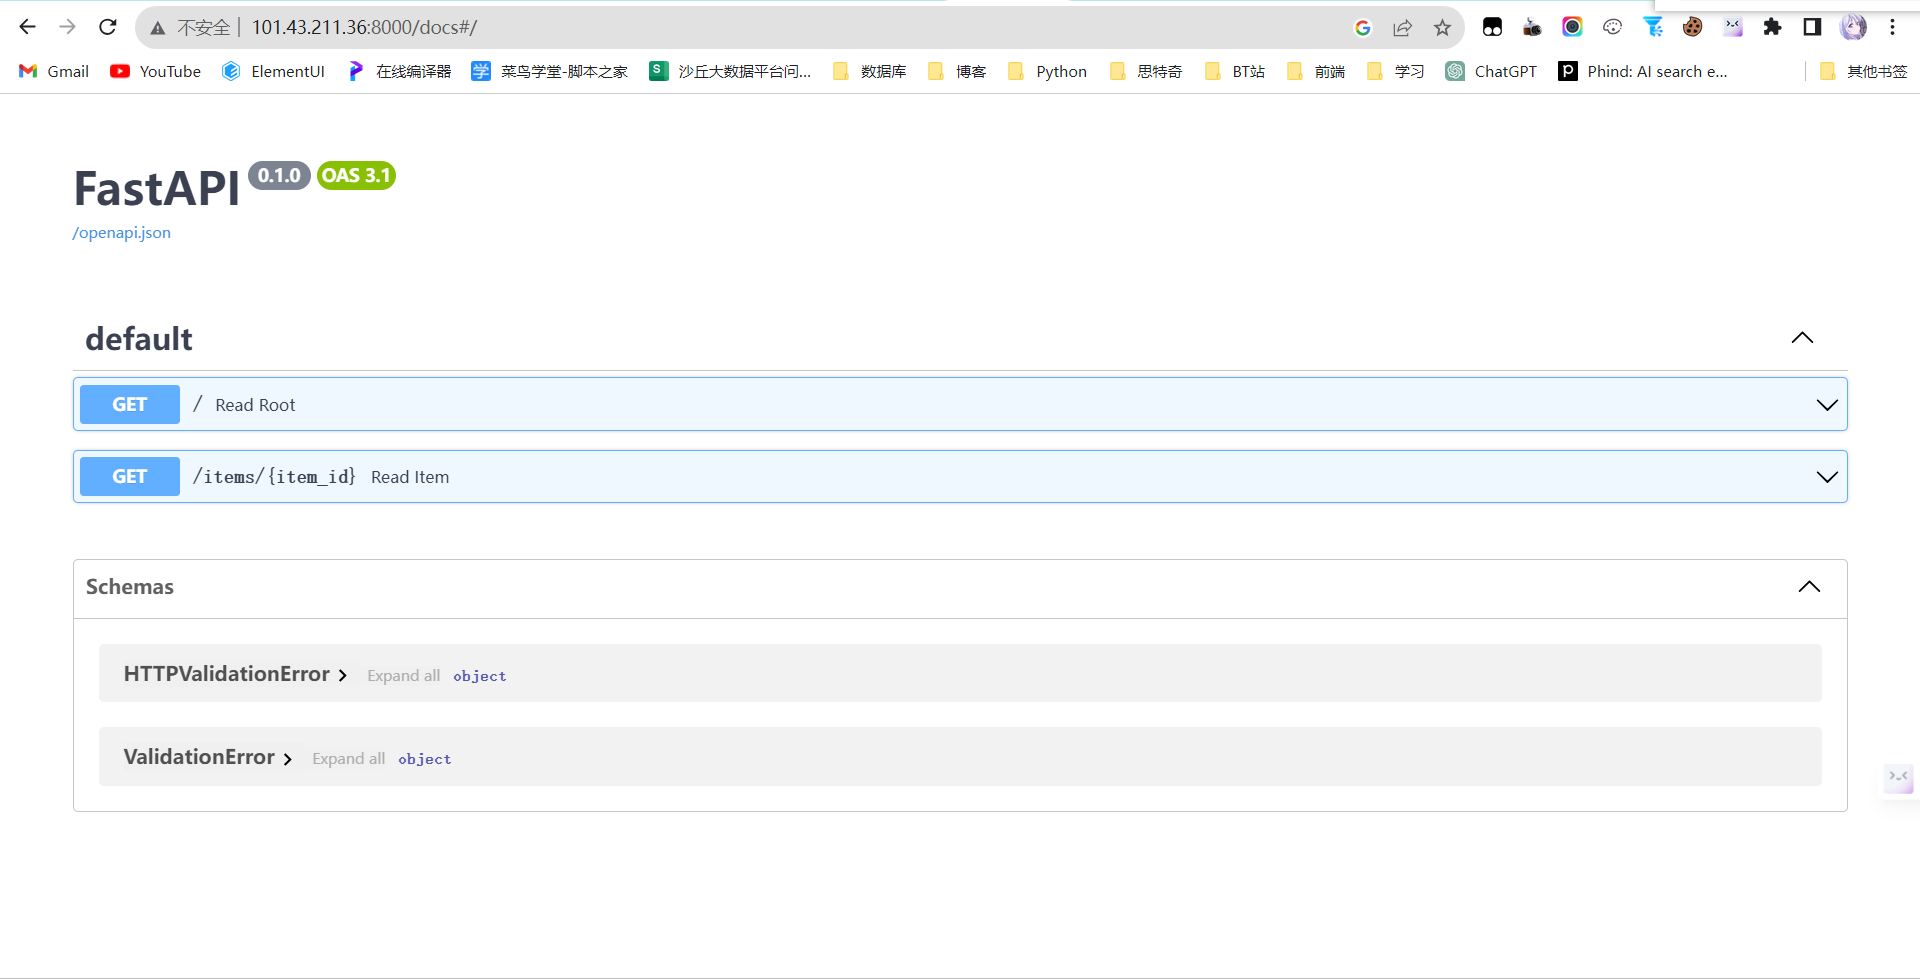 不安全 | 101.43.211.36:8000/docs#/
Gmail YouTube ElementUI 在线编译器 学 菜鸟学堂-脚本之家 S 沙丘大数据平台问... 数据库 博客 Python 思特奇 BT站 前端 学习 ChatGPT p Phind: AI search e... 其他书签
FastAPI 0.1.0 OAS 3.1
/openapi.json
default
GET / Read Root
GET /items/{item_id} Read Item
Schemas
HTTPValidationError Expand all object
ValidationError Expand all object